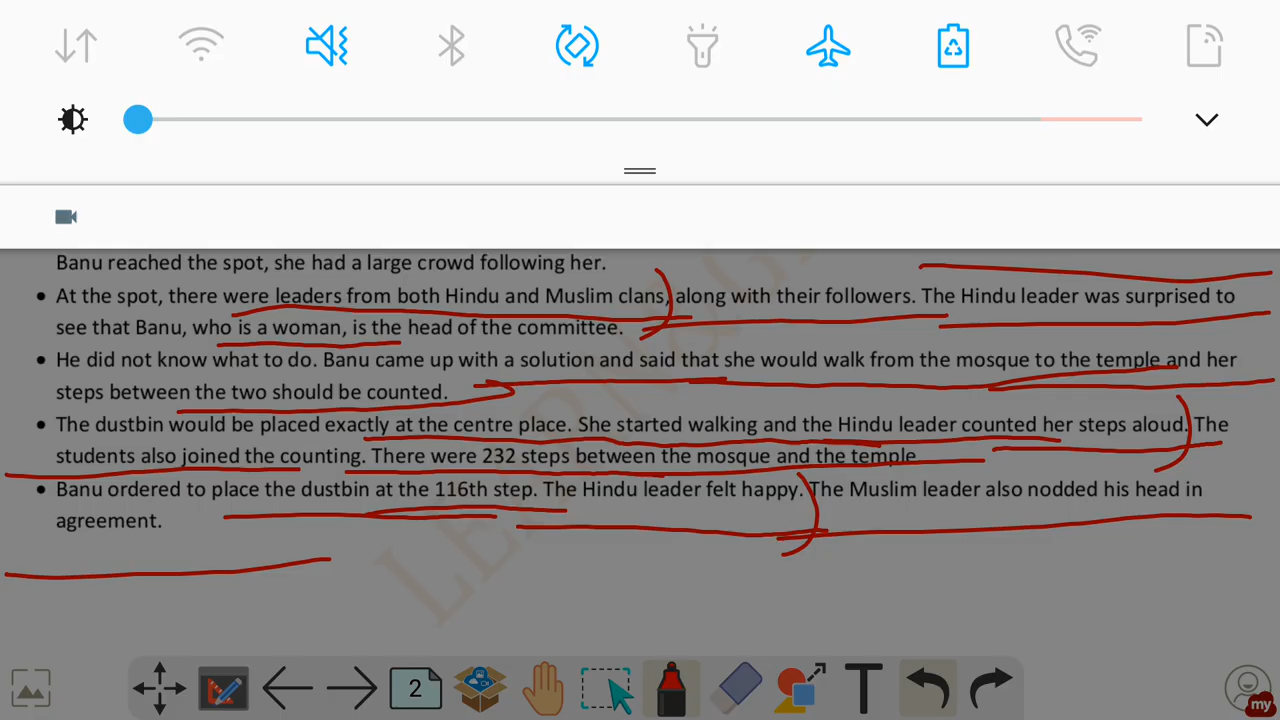 Banu reached the spot, she had a large crowd following her.
• At the spot, there were leaders from both Hindu and Muslim clans, along with their followers. The Hindu leader was surprised to
see that Banu, who is a woman, is the head of the committee.
• He did not know what to do. Banu came up with a solution and said that she would walk from the mosque to the temple and her
steps between the two should be counted.
• The dustbin would be placed exactly at the centre place. She started walking and the Hindu leader counted her steps aloud. The
students also joined the counting. There were 232 steps between the mosque and the temple.
• Banu ordered to place the dustbin at the 116th step. The Hindu leader felt happy. The Muslim leader also nodded his head in
agreement.
2
T
my